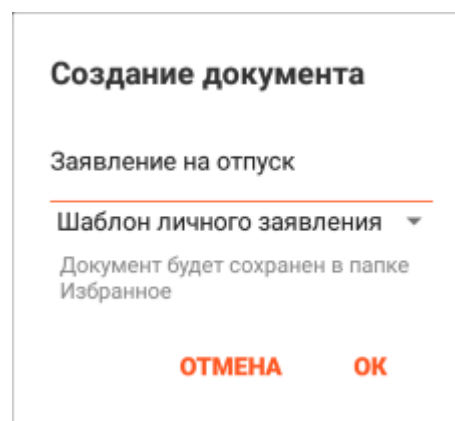 Создание документа
Заявление на отпуск
Шаблон личного заявления
Документ будет сохранен в папке
Избранное
ОТМЕНА ОК